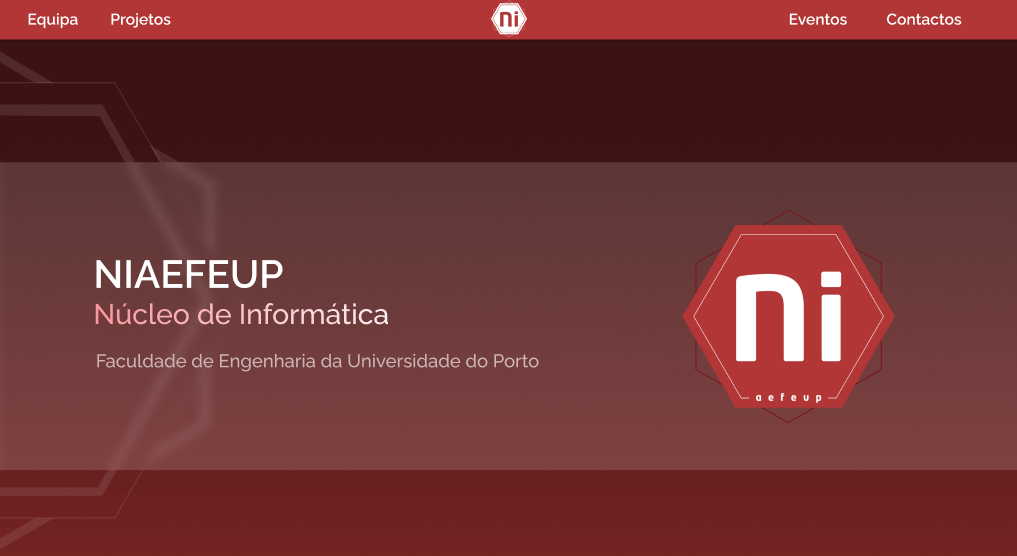 Equipa Projetos ni Eventos Contactos
NIAEFEUP
Núcleo de Informática
Faculdade de Engenharia da Universidade do Porto
ni
aefeup